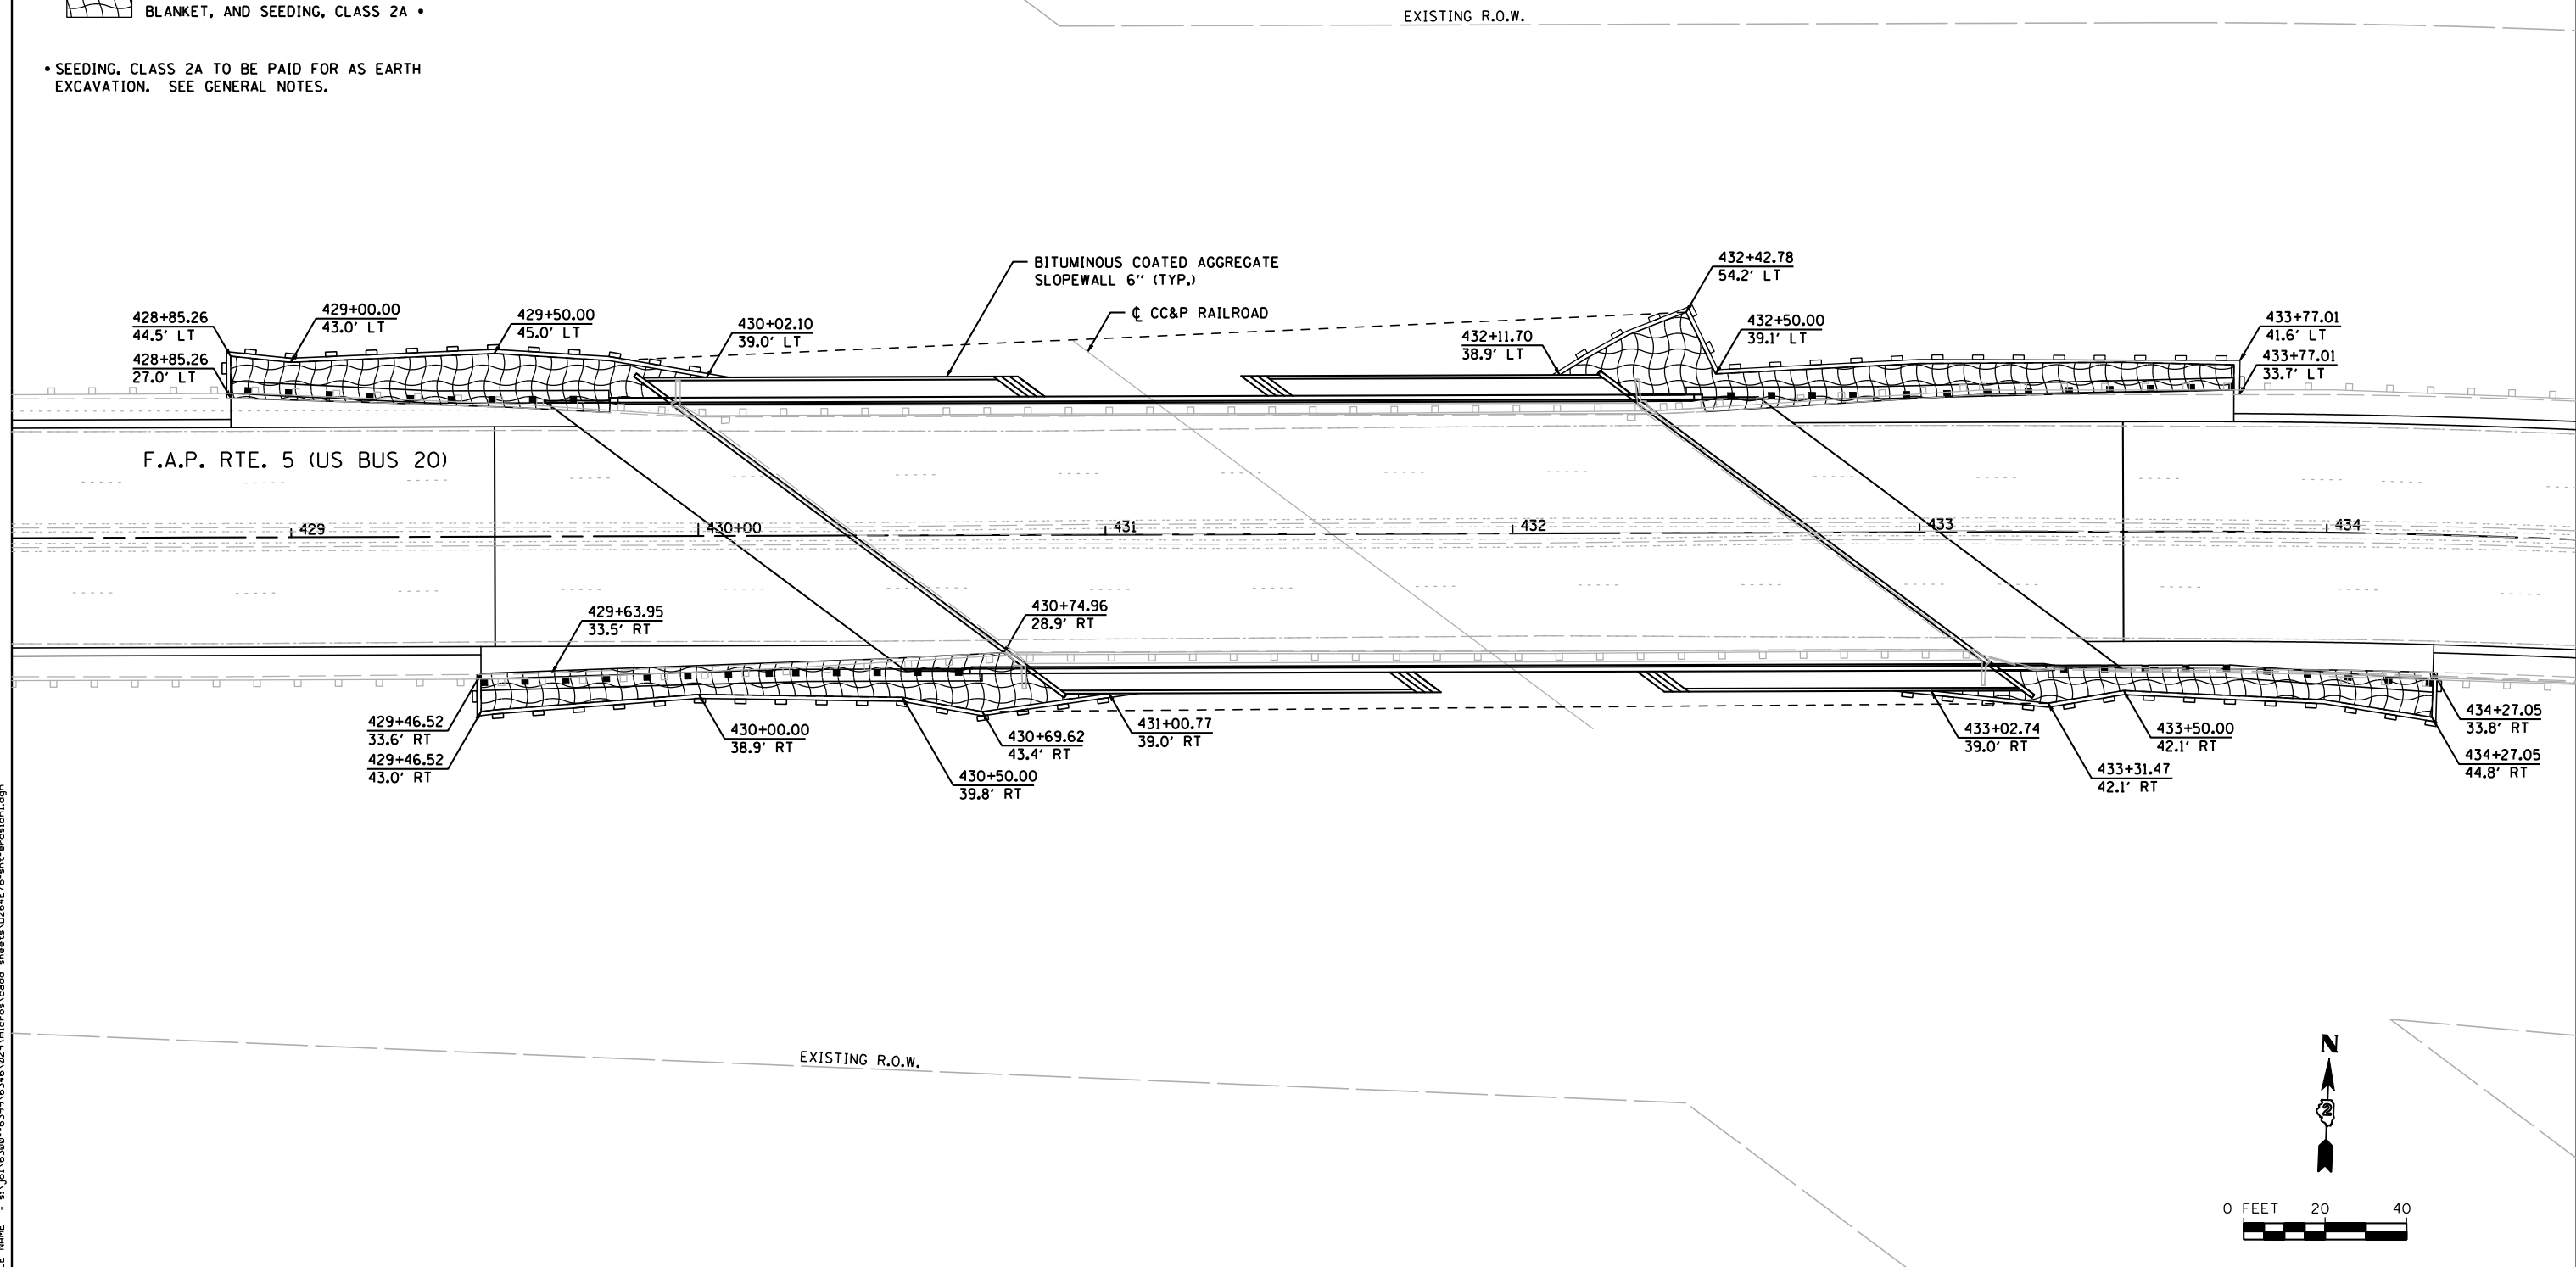 BLANKET, AND SEEDING, CLASS 2A •
• SEEDING, CLASS 2A TO BE PAID FOR AS EARTH
EXCAVATION. SEE GENERAL NOTES.
EXISTING R.O.W.
BITUMINOUS COATED AGGREGATE
SLOPEWALL 6'' (TYP.)
℄ CC&P RAILROAD
428+85.26
44.5' LT
428+85.26
27.0' LT
429+00.00
43.0' LT
429+50.00
45.0' LT
430+02.10
39.0' LT
432+11.70
38.9' LT
432+42.78
54.2' LT
432+50.00
39.1' LT
433+77.01
41.6' LT
433+77.01
33.7' LT
F.A.P. RTE. 5 (US BUS 20)
429
430+00
431
432
433
434
429+63.95
33.5' RT
430+74.96
28.9' RT
429+46.52
33.6' RT
429+46.52
43.0' RT
430+00.00
38.9' RT
430+50.00
39.8' RT
430+69.62
43.4' RT
431+00.77
39.0' RT
433+02.74
39.0' RT
433+31.47
42.1' RT
433+50.00
42.1' RT
434+27.05
33.8' RT
434+27.05
44.8' RT
EXISTING R.O.W.
N
2
0 FEET 20 40